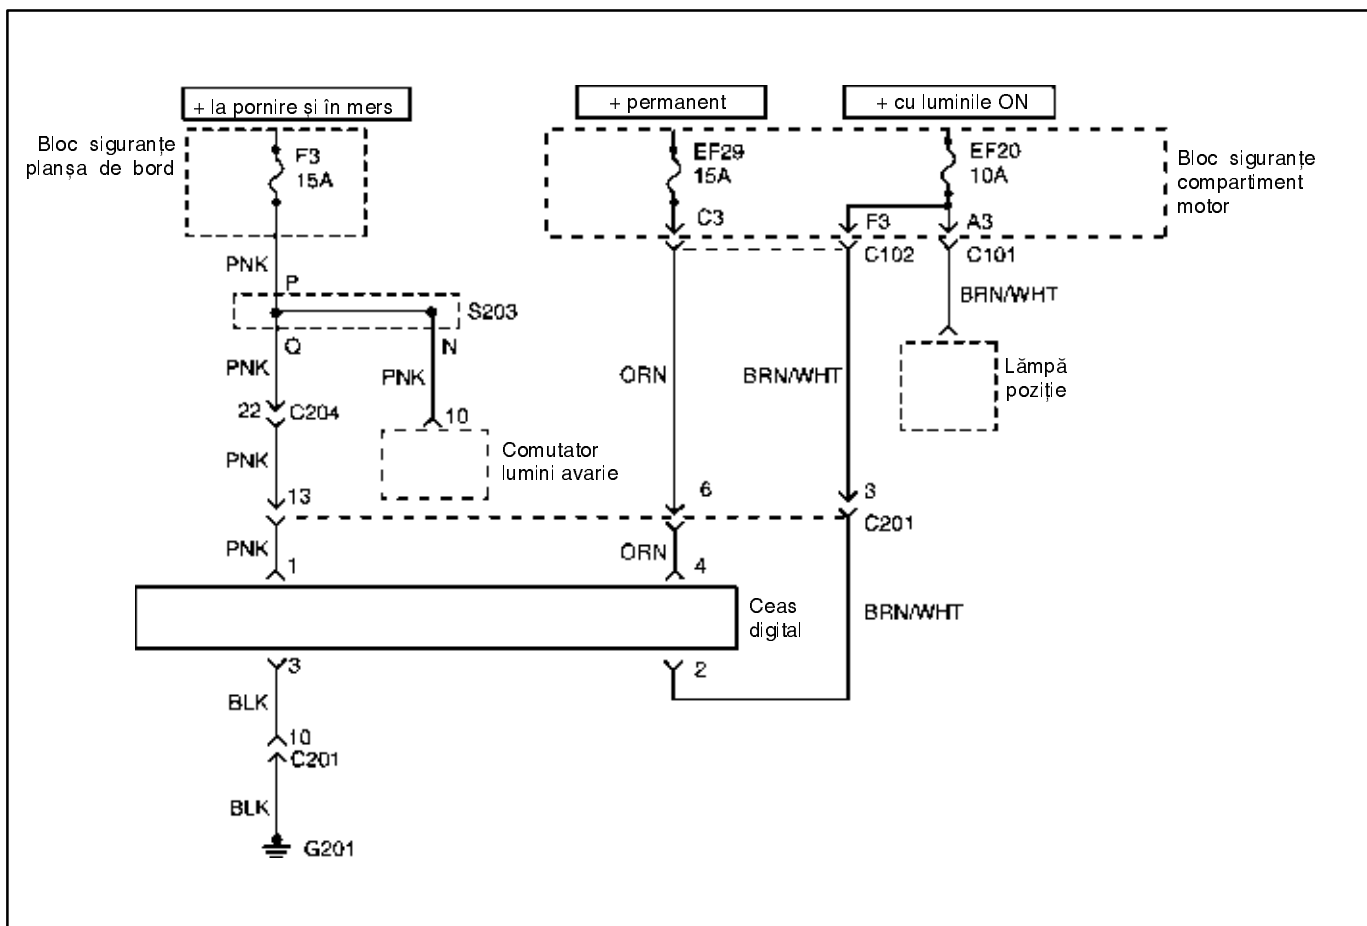 + la pornire și în mers
+ permanent
+ cu luminile ON
Bloc siguranțe
planșa de bord
F3
15A
EF29
15A
EF20
10A
Bloc siguranțe
compartiment
motor
C3
F3
A3
C102
C101
PNK
P
S203
BRN/WHT
Q
N
PNK
PNK
ORN
BRN/WHT
Lămpă
poziție
22
C204
10
Comutator
lumini avarie
PNK
13
6
C201
PNK
1
ORN
4
Ceas
digital
BRN/WHT
3
2
BLK
10
C201
BLK
G201